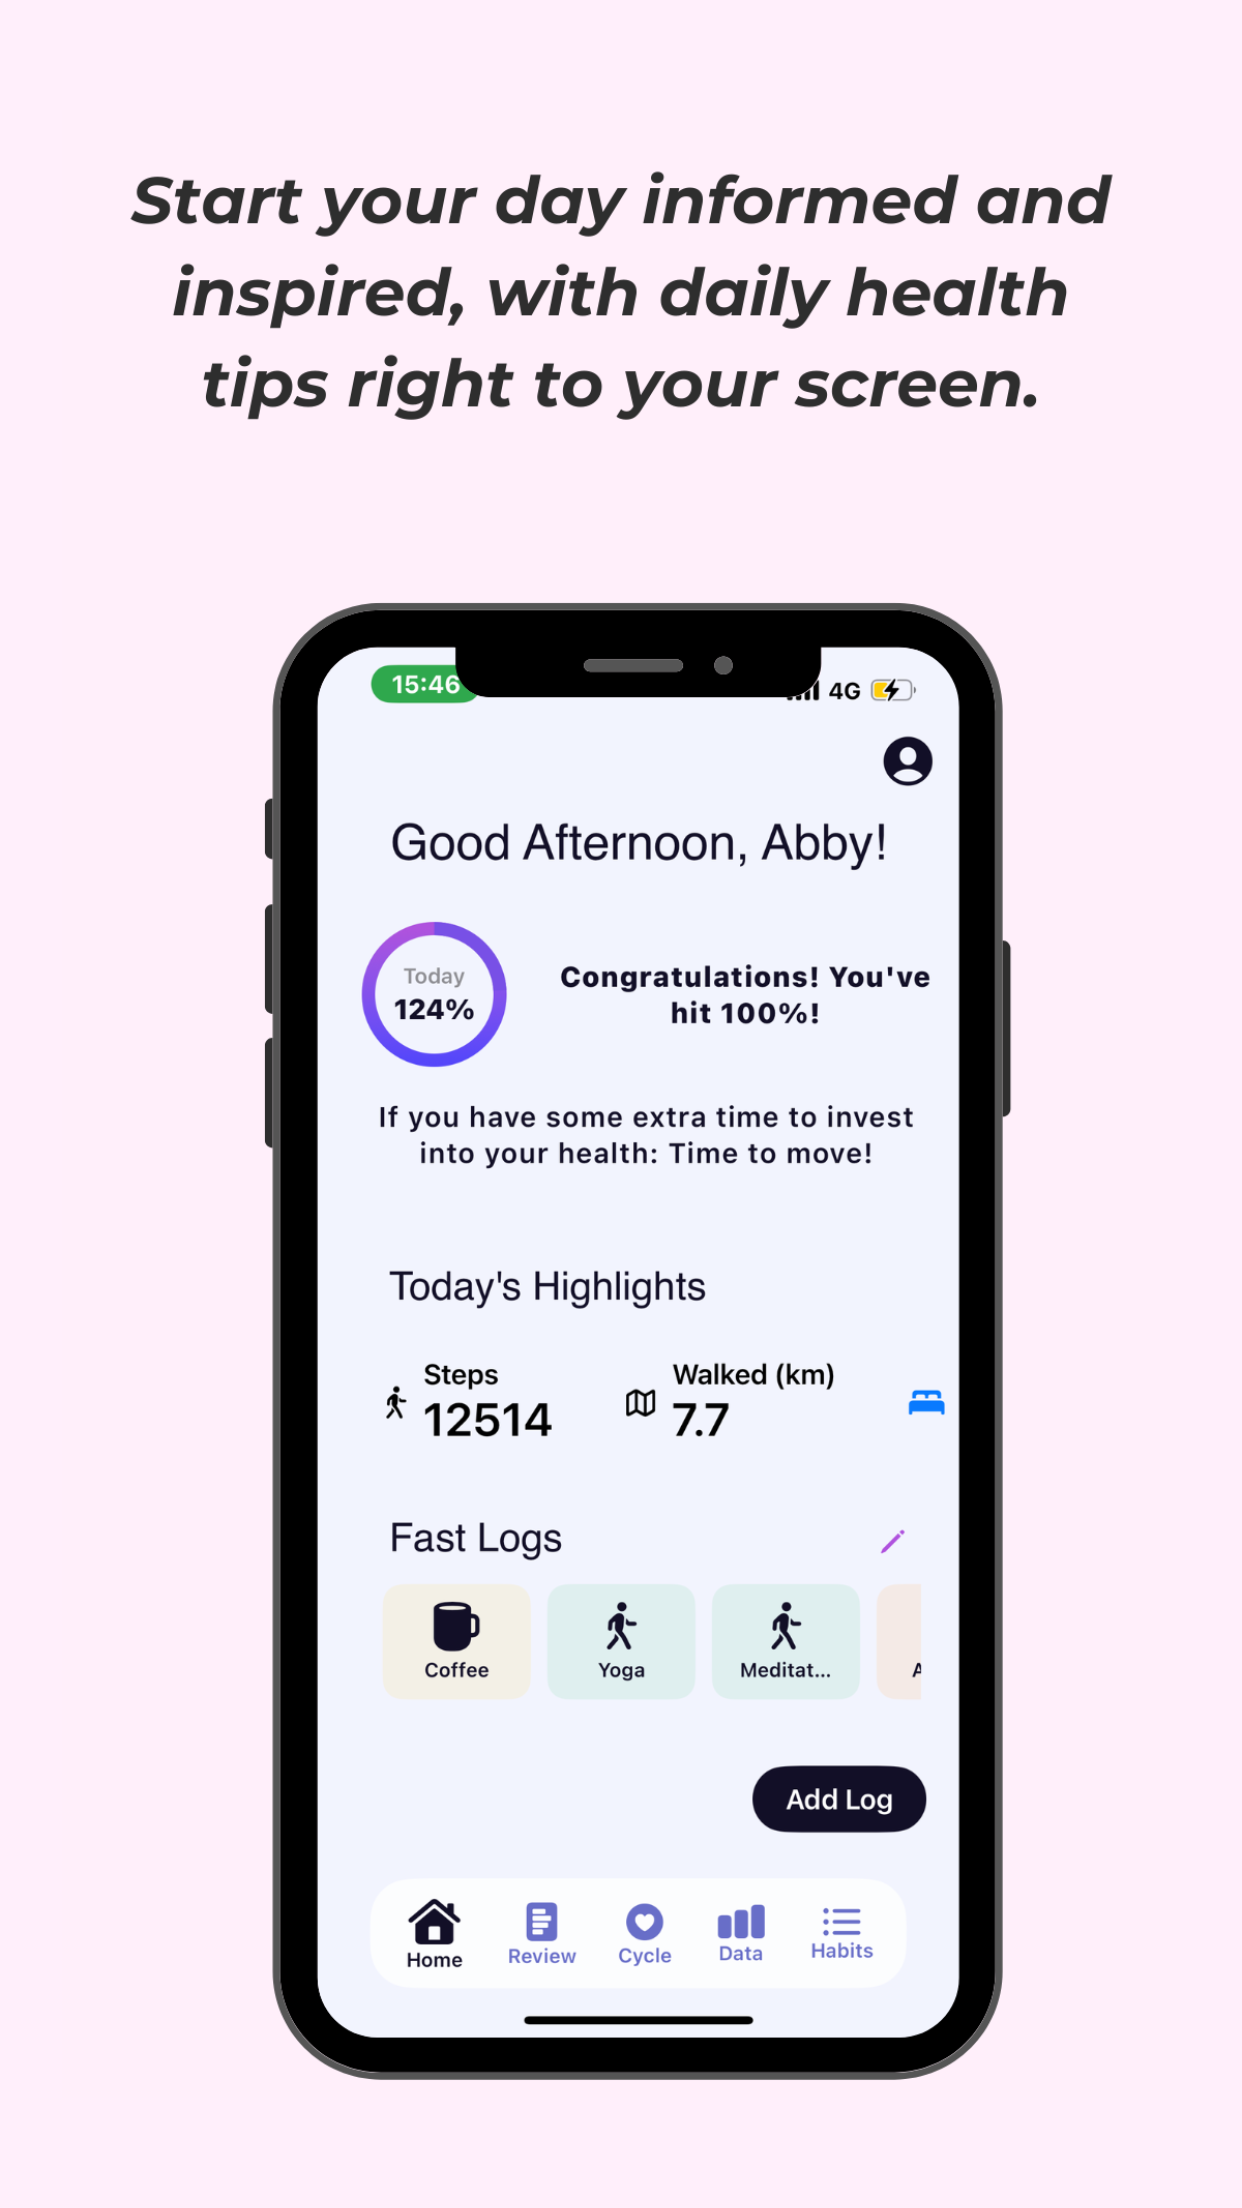 Start your day informed and
inspired, with daily health
tips right to your screen.
15:46
4G
Good Afternoon, Abby!
Today
124%
Congratulations! You've
hit 100%!
If you have some extra time to invest
into your health: Time to move!
Today's Highlights
Steps
12514
Walked (km)
7.7
Fast Logs
Coffee
Yoga
Meditat...
A
Add Log
Home
Review
Cycle
Data
Habits